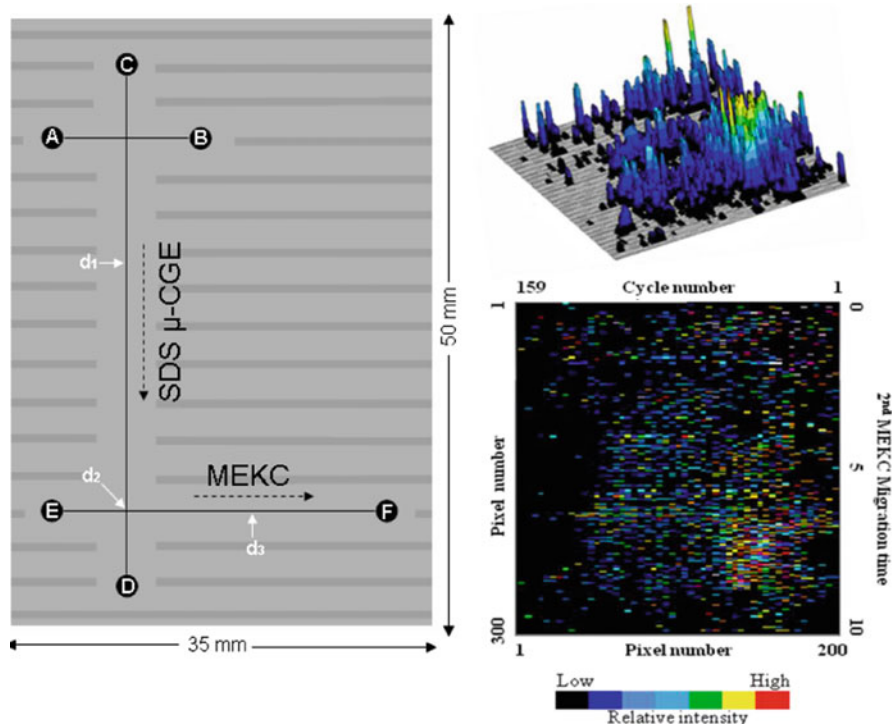 C
A
B
d1
SDS µ-CGE
50 mm
MEKC
d2
E
F
d3
D
35 mm
159 Cycle number 1
1
0
Pixel number
5
2nd MEKC Migration time
300
10
1 Pixel number 200
Low High
Relative intensity